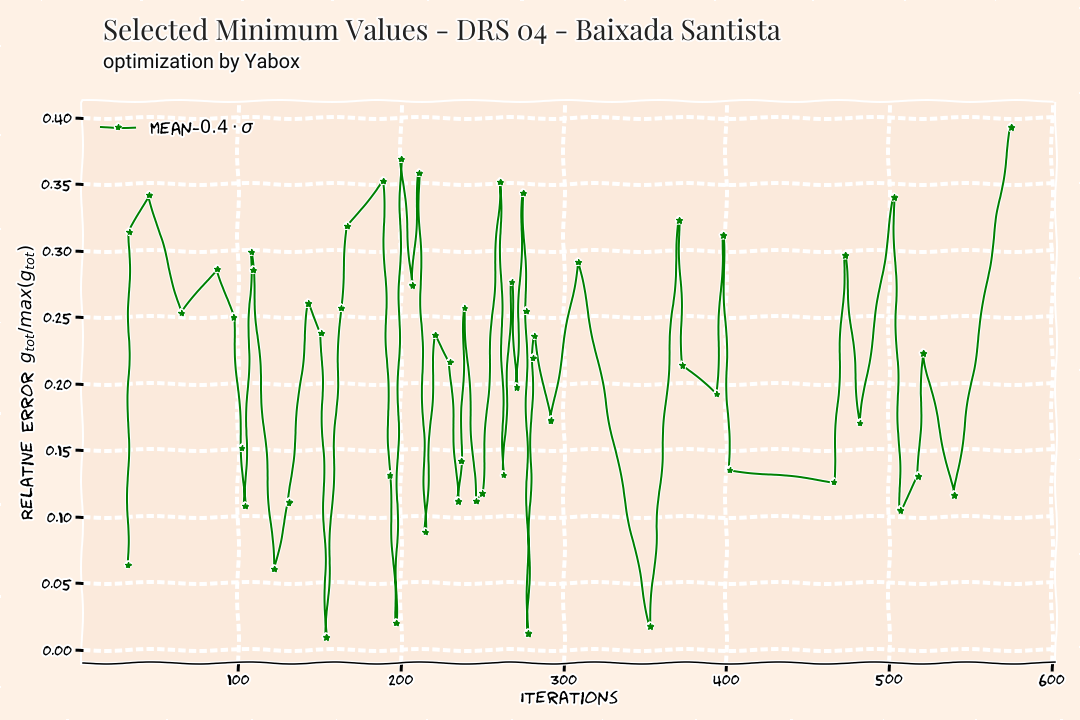 Selected Minimum Values - DRS 04 - Baixada Santista
optimization by Yabox
MEAN-0.4 · σ
RELATIVE ERROR g_tot/max(g_tot)
0.40
0.35
0.30
0.25
0.20
0.15
0.10
0.05
0.00
100 200 300 400 500 600
ITERATIONS